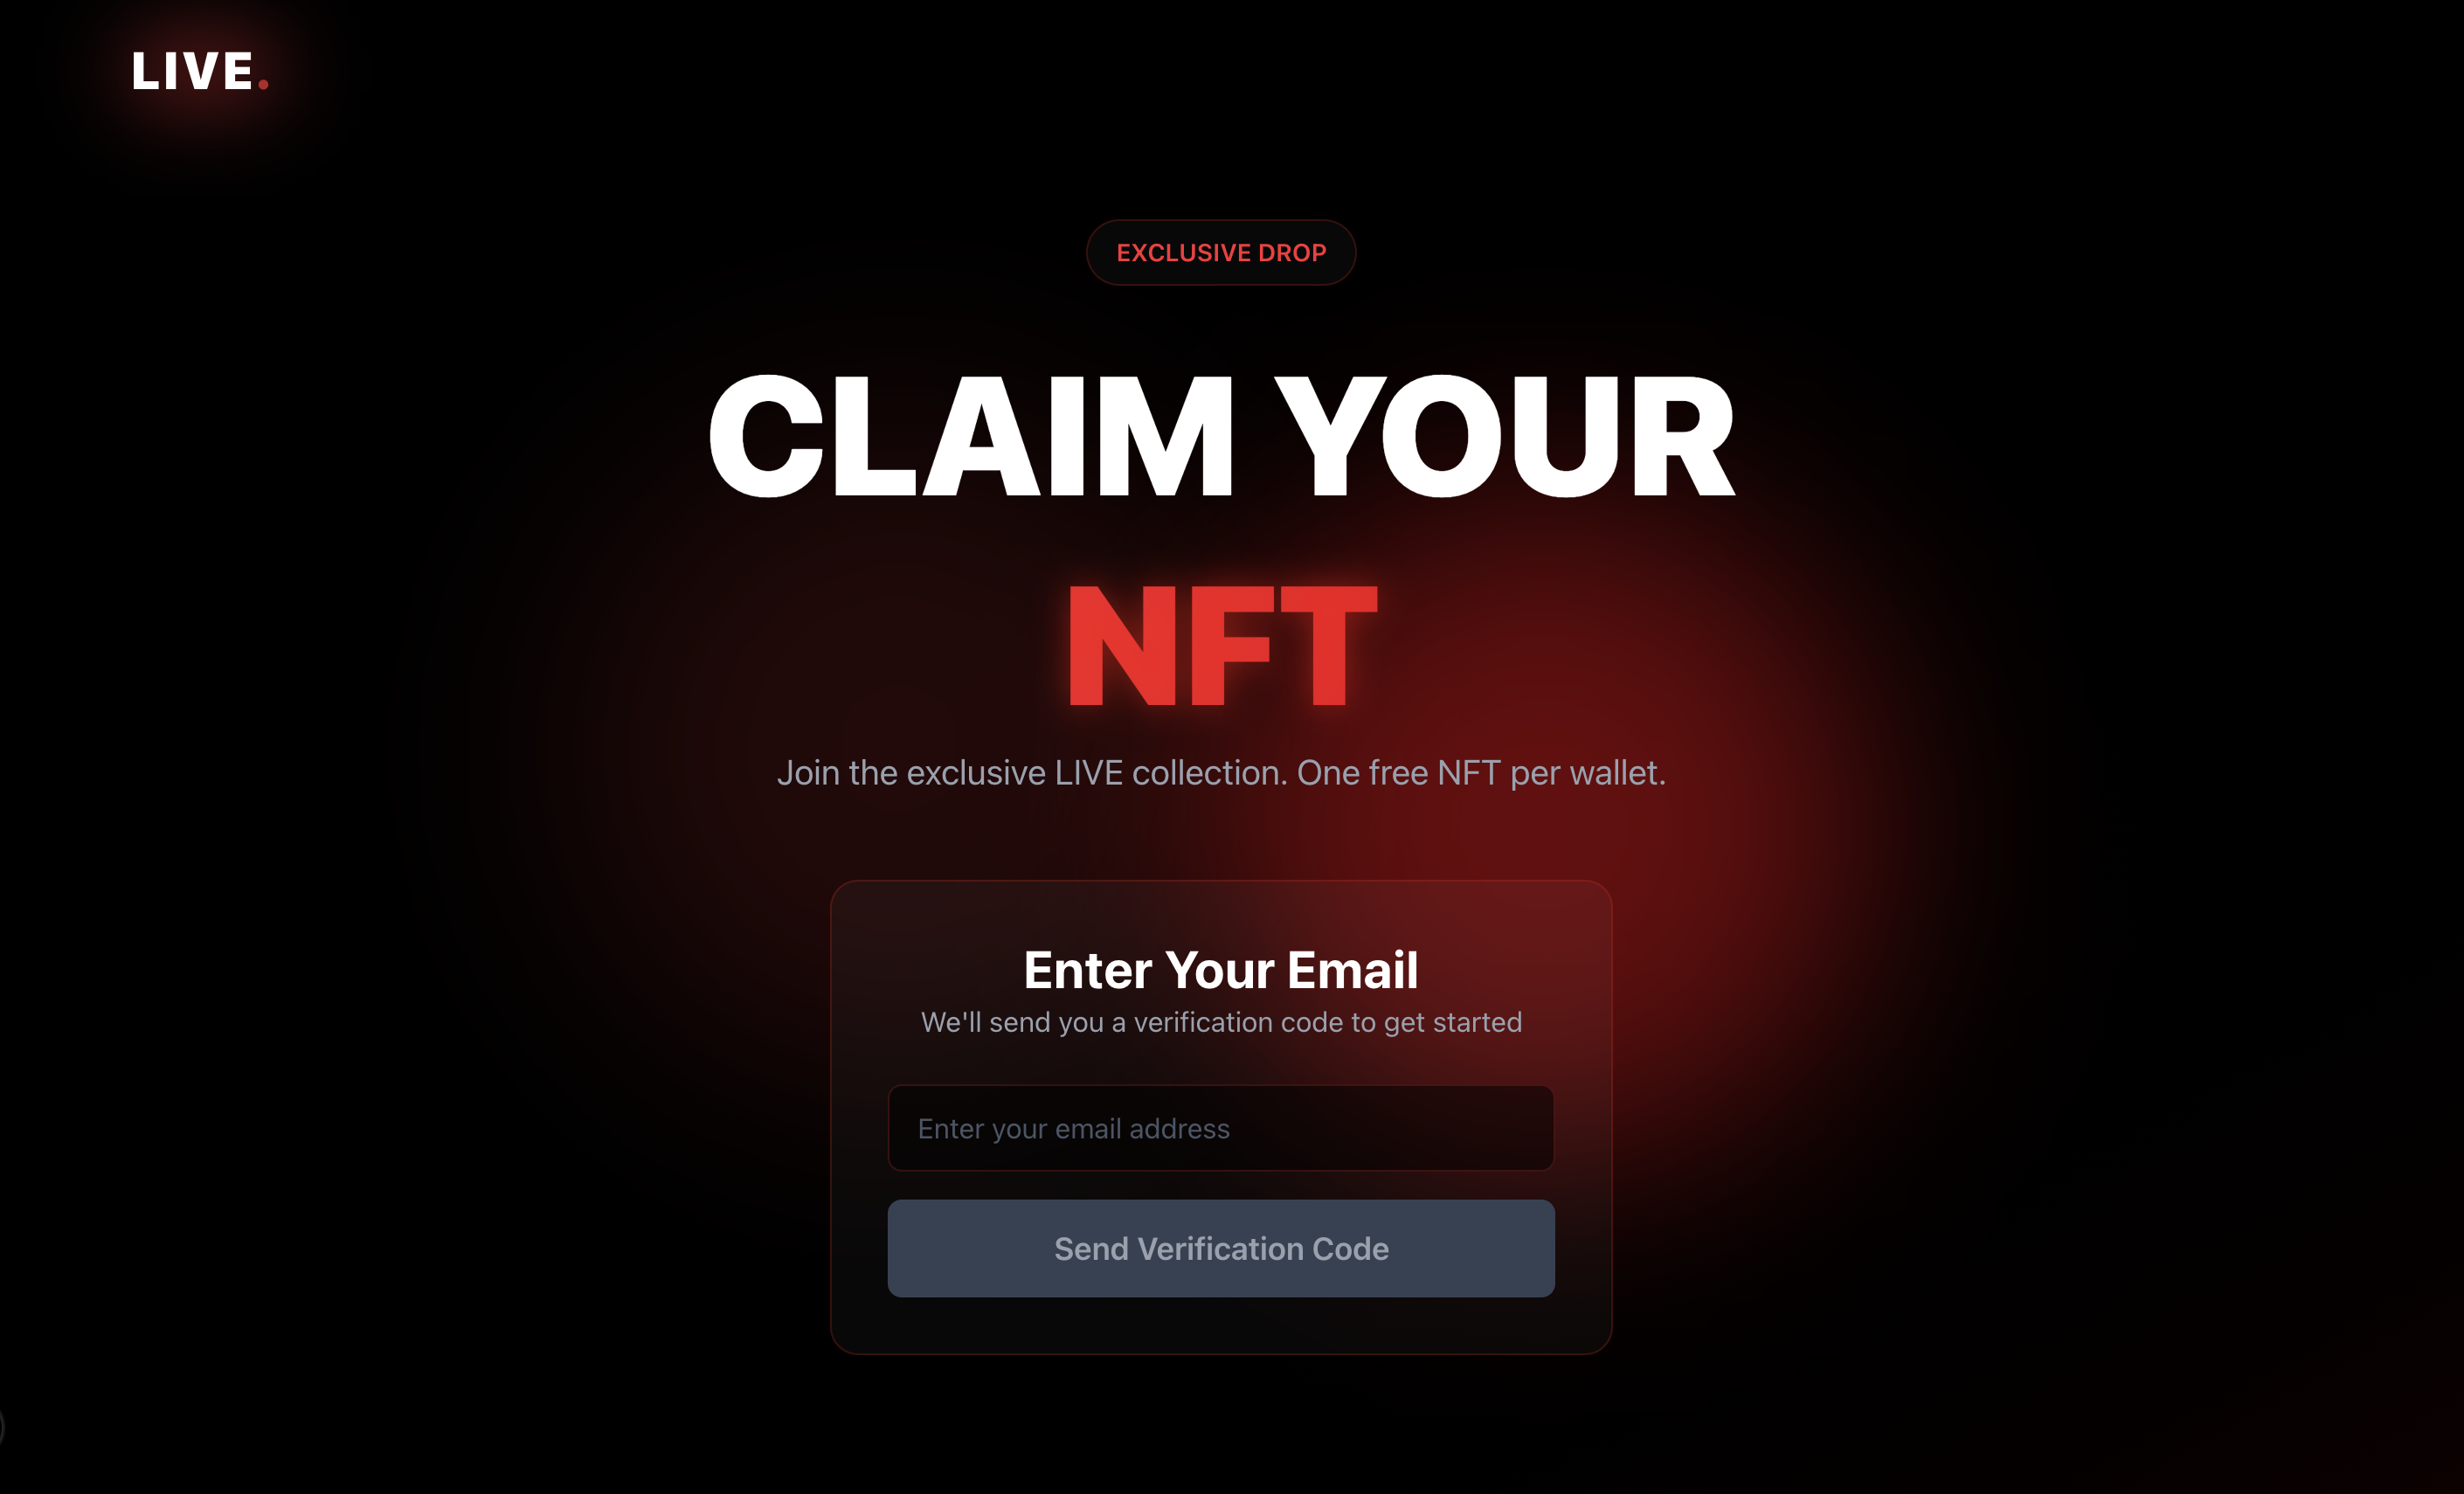 LIVE.
EXCLUSIVE DROP
CLAIM YOUR
NFT
Join the exclusive LIVE collection. One free NFT per wallet.
Enter Your Email
We'll send you a verification code to get started
Enter your email address
Send Verification Code